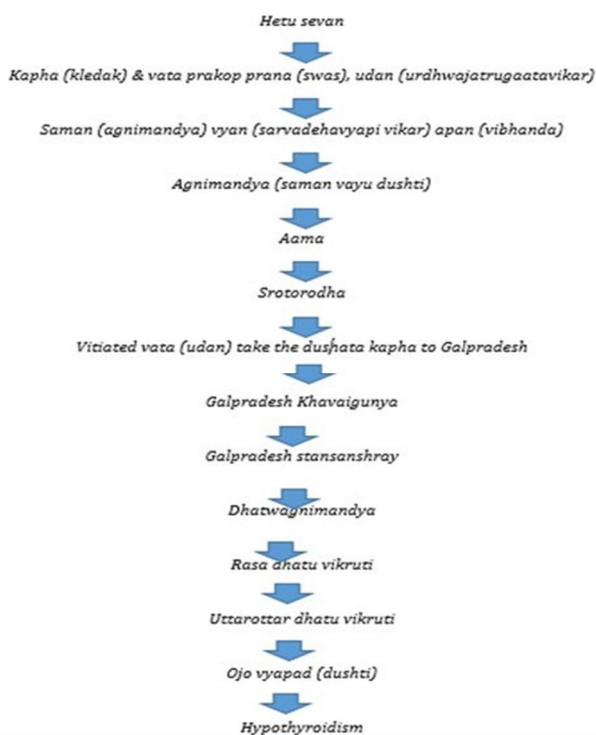 Hetu sevan
Kapha (kledak) & vata prakop prana (swas), udan (urdhwajatrugaatavikar)
Saman (agnimandya) vyan (sarvadehavyapi vikar) apan (vibhanda)
Agnimandya (saman vayu dushti)
Aama
Srotorodha
Vitiated vata (udan) take the dushata kapha to Galpradesh
Galpradesh Khavaigunya
Galpradesh stansanshray
Dhatwagnimandya
Rasa dhatu vikruti
Uttarottar dhatu vikruti
Ojo vyapad (dushti)
Hypothyroidism